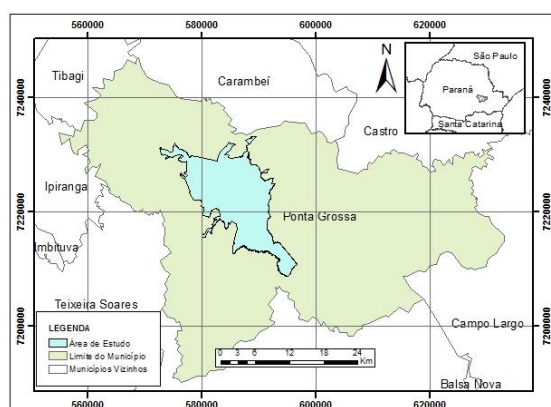 560000 580000 600000 620000
N
São Paulo
Paraná
Santa Catarina
Tibagi
Carambeí
Castro
7240000
7240000
Ipiranga
7220000
Ponta Grossa
7220000
Imbituva
Teixeira Soares
7200000
Campo Largo
7200000
LEGENDA
Área de Estudo
Limite do Município
Municípios Vizinhos
0 3 6 12 18 24
Km
Balsa Nova
560000 580000 600000 620000